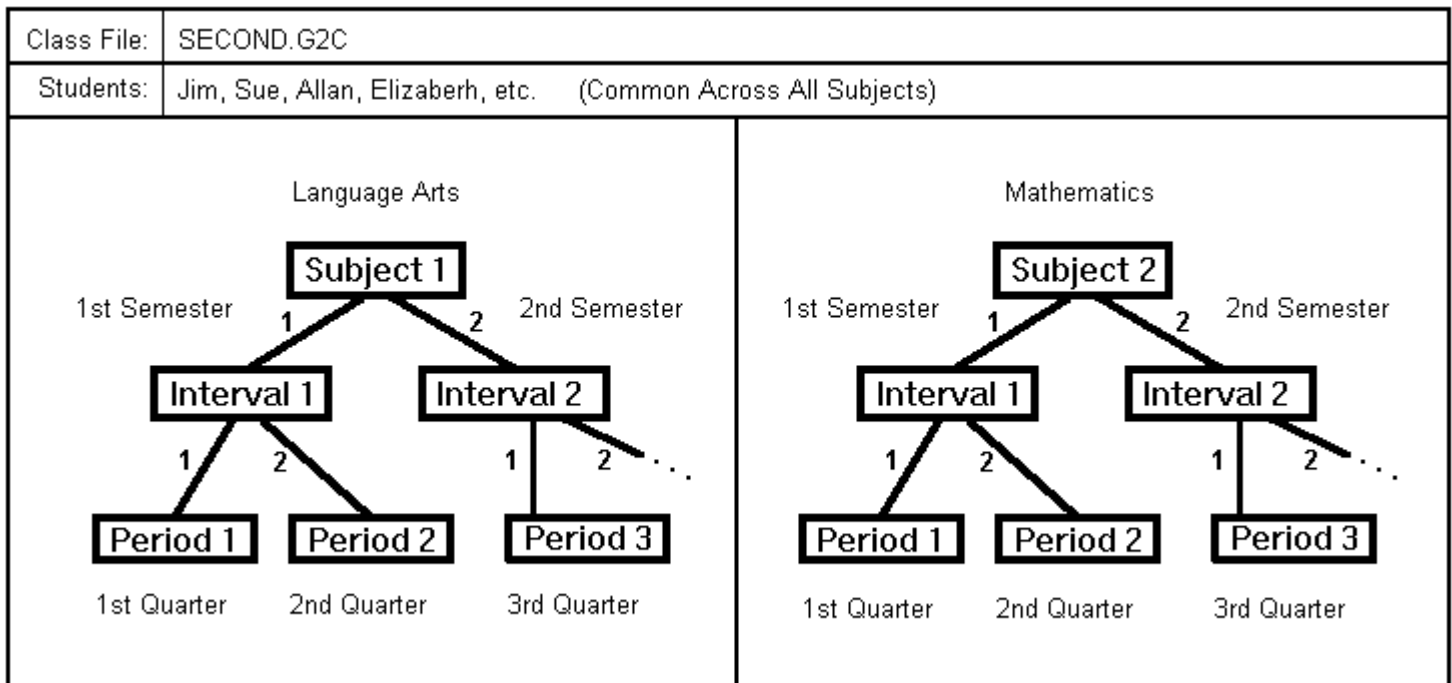 Class File: SECOND.G2C
Students: Jim, Sue, Allan, Elizaberh, etc. (Common Across All Subjects)
Language Arts
Subject 1
1st Semester 1 2 2nd Semester
Interval 1 Interval 2
1 2 1 2 . . .
Period 1 Period 2 Period 3
1st Quarter 2nd Quarter 3rd Quarter
Mathematics
Subject 2
1st Semester 1 2 2nd Semester
Interval 1 Interval 2
1 2 1 2 . . .
Period 1 Period 2 Period 3
1st Quarter 2nd Quarter 3rd Quarter